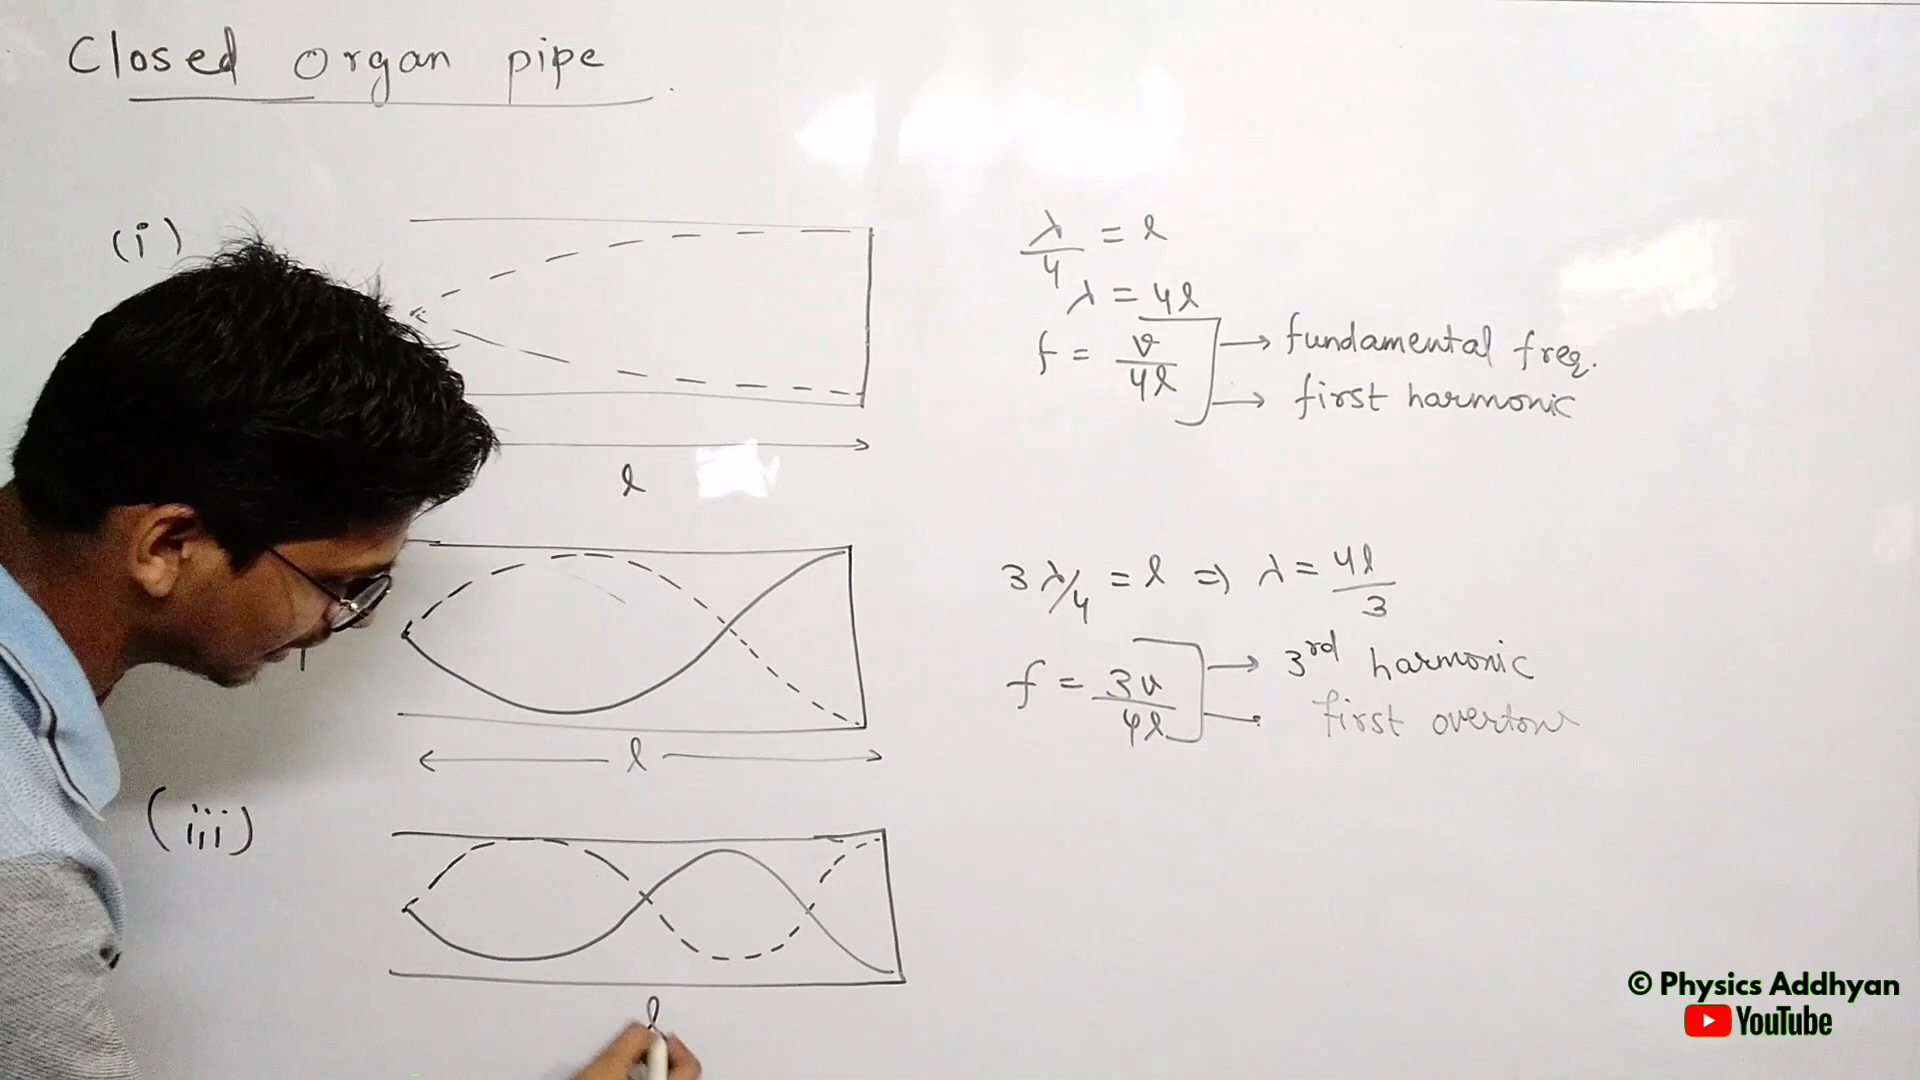 Closed organ pipe
(i)
λ/4 = l
λ = 4l
f = v/4l → fundamental freq.
→ first harmonic
l
3λ/4 = l ⇒ λ = 4l/3
f = 3v/4l → 3rd harmonic
first overtone
l
(iii)
l
© Physics Addhyan
YouTube